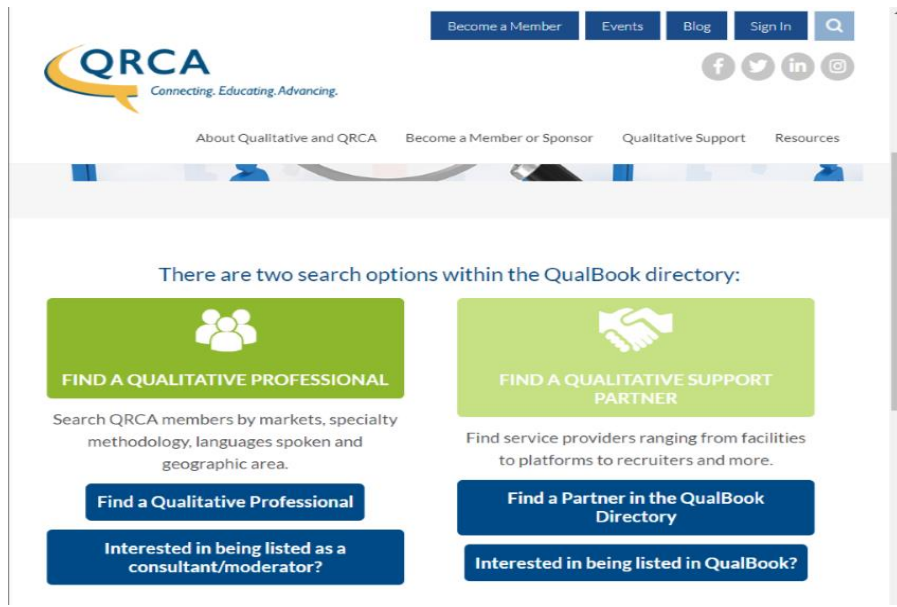 Become a Member Events Blog Sign In
QRCA
Connecting. Educating. Advancing.
About Qualitative and QRCA Become a Member or Sponsor Qualitative Support Resources
There are two search options within the QualBook directory:
FIND A QUALITATIVE PROFESSIONAL
Search QRCA members by markets, specialty
methodology, languages spoken and
geographic area.
Find a Qualitative Professional
Interested in being listed as a
consultant/moderator?
FIND A QUALITATIVE SUPPORT
PARTNER
Find service providers ranging from facilities
to platforms to recruiters and more.
Find a Partner in the QualBook
Directory
Interested in being listed in QualBook?